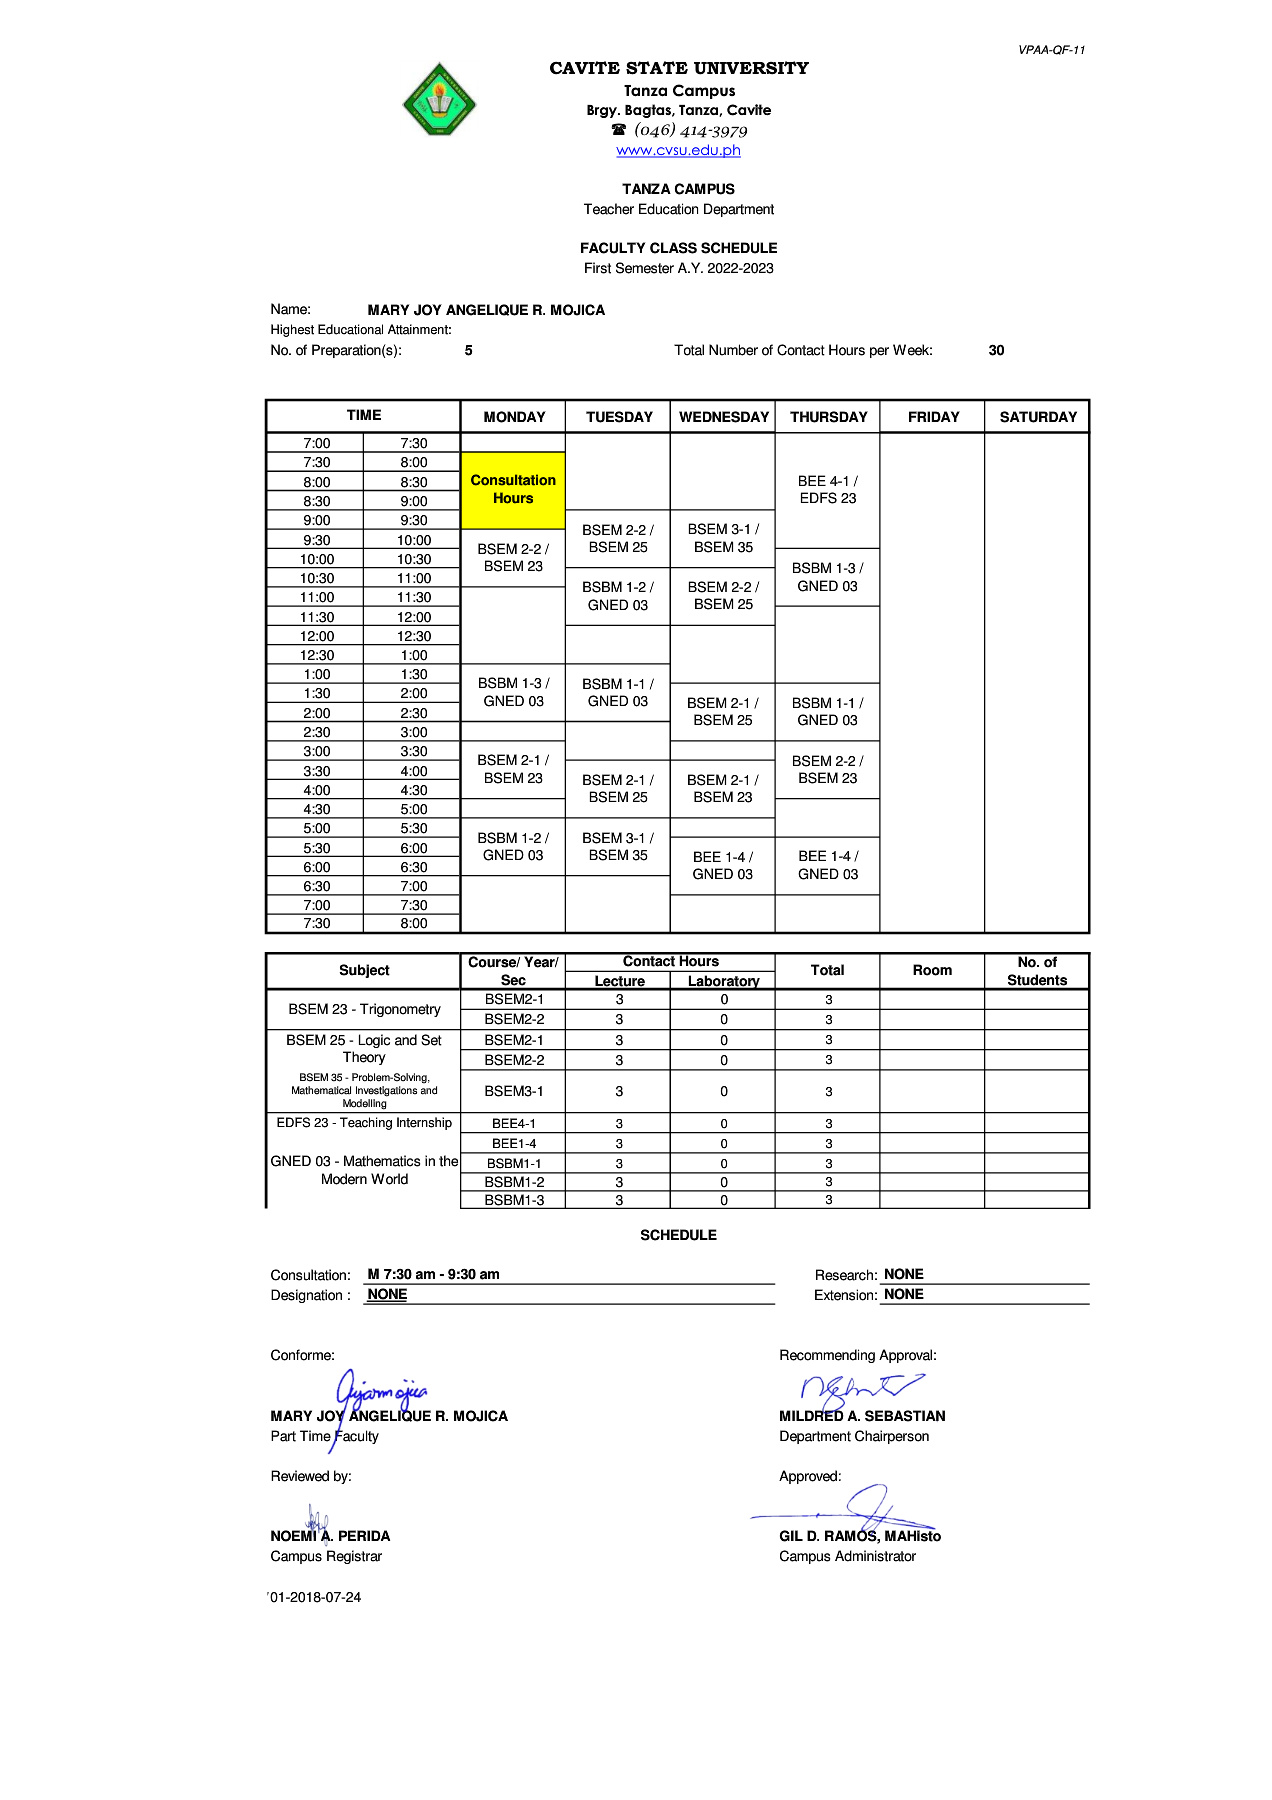 VPAA-QF-11
CAVITE STATE UNIVERSITY
Tanza Campus
Brgy. Bagtas, Tanza, Cavite
☎ (046) 414-3979
www.cvsu.edu.ph
TANZA CAMPUS
Teacher Education Department
FACULTY CLASS SCHEDULE
First Semester A.Y. 2022-2023
Name: MARY JOY ANGELIQUE R. MOJICA
Highest Educational Attainment:
No. of Preparation(s): 5 Total Number of Contact Hours per Week: 30
TIME MONDAY TUESDAY WEDNESDAY THURSDAY FRIDAY SATURDAY
7:00 7:30
7:30 8:00
8:00 8:30
8:30 9:00
9:00 9:30
9:30 10:00
10:00 10:30
10:30 11:00
11:00 11:30
11:30 12:00
12:00 12:30
12:30 1:00
1:00 1:30
1:30 2:00
2:00 2:30
2:30 3:00
3:00 3:30
3:30 4:00
4:00 4:30
4:30 5:00
5:00 5:30
5:30 6:00
6:00 6:30
6:30 7:00
7:00 7:30
7:30 8:00
Consultation
Hours
BSEM 2-2 /
BSEM 23
BSBM 1-3 /
GNED 03
BSEM 2-1 /
BSEM 23
BSBM 1-2 /
GNED 03
BSEM 2-2 /
BSEM 25
BSBM 1-2 /
GNED 03
BSBM 1-1 /
GNED 03
BSEM 2-1 /
BSEM 25
BSEM 3-1 /
BSEM 35
BSEM 3-1 /
BSEM 35
BSEM 2-2 /
BSEM 25
BSEM 2-1 /
BSEM 25
BSEM 2-1 /
BSEM 23
BEE 1-4 /
GNED 03
BEE 4-1 /
EDFS 23
BSBM 1-3 /
GNED 03
BSBM 1-1 /
GNED 03
BSEM 2-2 /
BSEM 23
BEE 1-4 /
GNED 03
Subject Course/ Year/ Sec Contact Hours Total Room No. of Students
Lecture Laboratory
BSEM 23 - Trigonometry
BSEM2-1 3 0 3
BSEM2-2 3 0 3
BSEM 25 - Logic and Set
Theory
BSEM2-1 3 0 3
BSEM2-2 3 0 3
BSEM 35 - Problem-Solving,
Mathematical Investigations and
Modelling
BSEM3-1 3 0 3
EDFS 23 - Teaching Internship BEE4-1 3 0 3
GNED 03 - Mathematics in the
Modern World
BEE1-4 3 0 3
BSBM1-1 3 0 3
BSBM1-2 3 0 3
BSBM1-3 3 0 3
SCHEDULE
Consultation: M 7:30 am - 9:30 am Research: NONE
Designation : NONE Extension: NONE
Conforme: Recommending Approval:
MARY JOY ANGELIQUE R. MOJICA MILDRED A. SEBASTIAN
Part Time Faculty Department Chairperson
Reviewed by: Approved:
NOEMI A. PERIDA GIL D. RAMOS, MAHisto
Campus Registrar Campus Administrator
01-2018-07-24